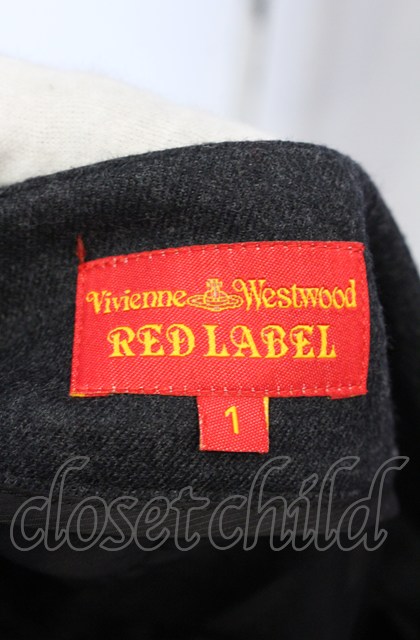 Vivienne Westwood
RED LABEL
1
closetchild